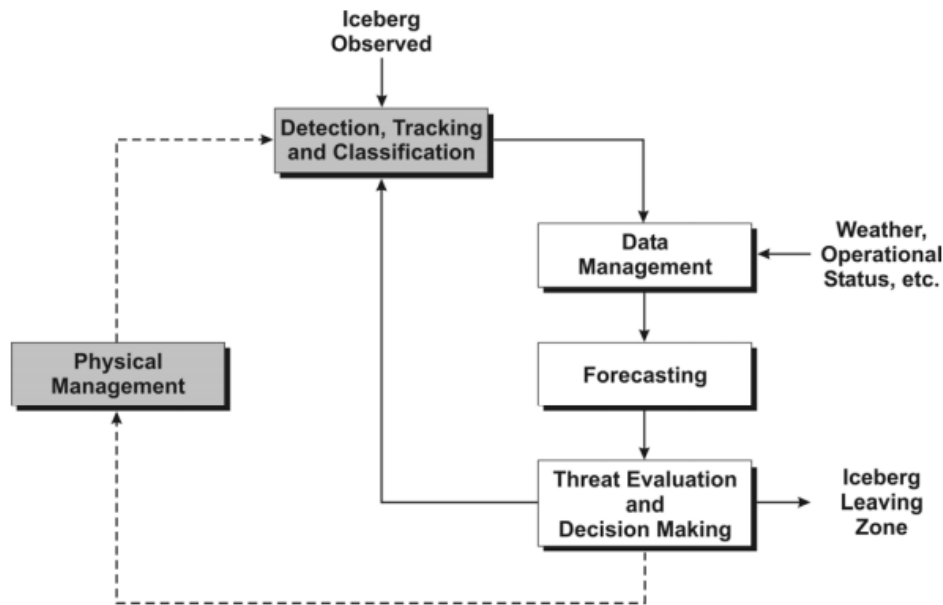 Iceberg
Observed
Detection, Tracking
and Classification
Data
Management
Weather,
Operational
Status, etc.
Physical
Management
Forecasting
Threat Evaluation
and
Decision Making
Iceberg
Leaving
Zone